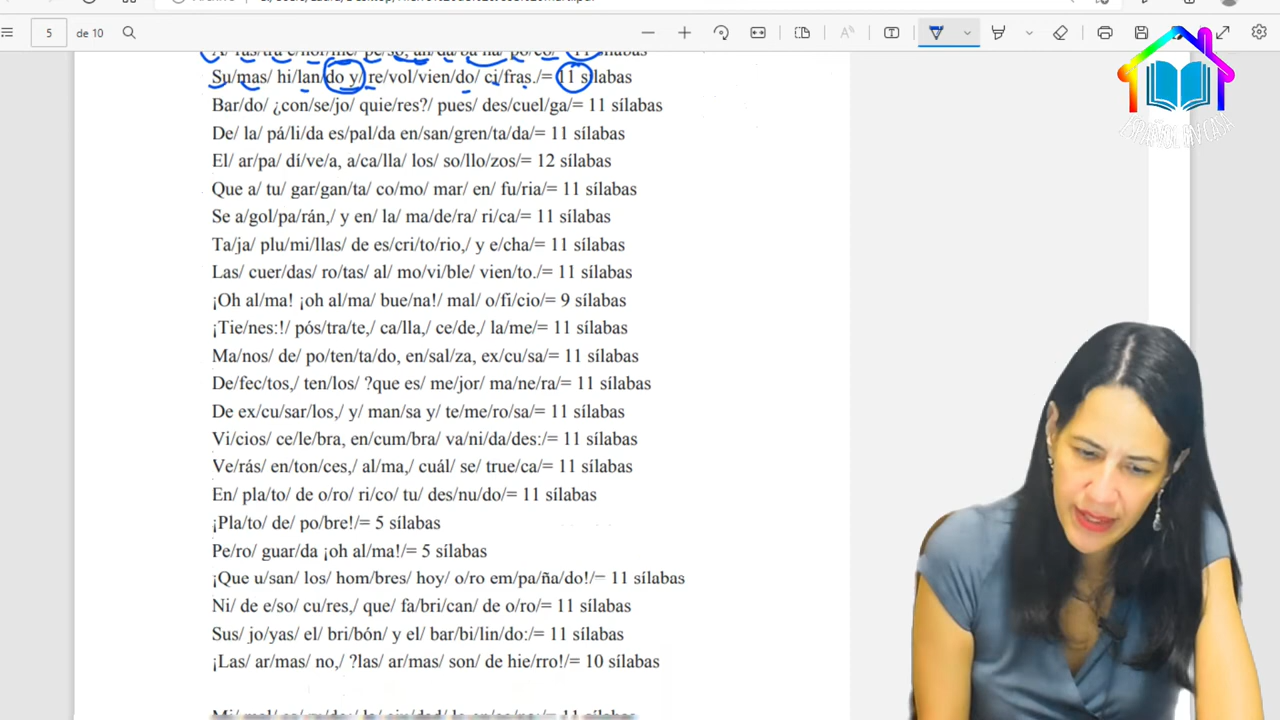 5 de 10
Su/mas/ hi/lan/do y/ re/vol/vien/do/ ci/fras./= 11 sílabas
Bar/do/ ¿con/se/jo/ quie/res?/ pues/ des/cuel/ga/= 11 sílabas
De/ la/ pá/li/da es/pal/da en/san/gren/ta/da/= 11 sílabas
El/ ar/pa/ dí/ve/a, a/ca/lla/ los/ so/llo/zos/= 12 sílabas
Que a/ tu/ gar/gan/ta/ co/mo/ mar/ en/ fu/ria/= 11 sílabas
Se a/gol/pa/rán,/ y en/ la/ ma/de/ra/ ri/ca/= 11 sílabas
Ta/ja/ plu/mi/llas/ de es/cri/to/rio,/ y e/cha/= 11 sílabas
Las/ cuer/das/ ro/tas/ al/ mo/vi/ble/ vien/to./= 11 sílabas
¡Oh al/ma! ¡oh al/ma/ bue/na!/ mal/ o/fi/cio/= 9 sílabas
¡Tie/nes:!/ pós/tra/te,/ ca/lla,/ ce/de,/ la/me/= 11 sílabas
Ma/nos/ de/ po/ten/ta/do, en/sal/za, ex/cu/sa/= 11 sílabas
De/fec/tos,/ ten/los/ ?que es/ me/jor/ ma/ne/ra/= 11 sílabas
De ex/cu/sar/los,/ y/ man/sa y/ te/me/ro/sa/= 11 sílabas
Vi/cios/ ce/le/bra, en/cum/bra/ va/ni/da/des:/= 11 sílabas
Ve/rás/ en/ton/ces,/ al/ma,/ cuál/ se/ true/ca/= 11 sílabas
En/ pla/to/ de o/ro/ ri/co/ tu/ des/nu/do/= 11 sílabas
¡Pla/to/ de/ po/bre!/= 5 sílabas
Pe/ro/ guar/da ¡oh al/ma!/= 5 sílabas
¡Que u/san/ los/ hom/bres/ hoy/ o/ro em/pa/ña/do!/= 11 sílabas
Ni/ de e/so/ cu/res,/ que/ fa/bri/can/ de o/ro/= 11 sílabas
Sus/ jo/yas/ el/ bri/bón/ y el/ bar/bi/lin/do:/= 11 sílabas
¡Las/ ar/mas/ no,/ ?las/ ar/mas/ son/ de hie/rro!/= 10 sílabas
ESPAÑOL EN CASA